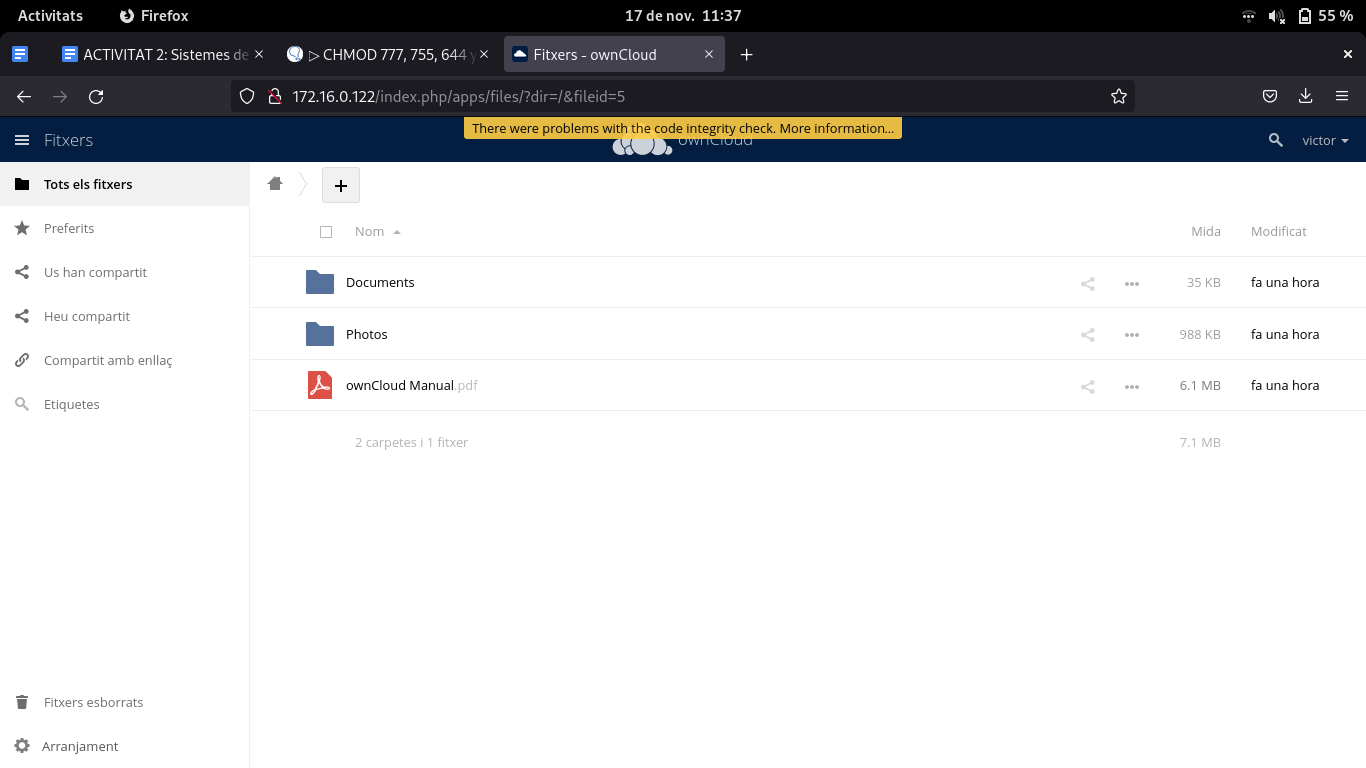 Activitats Firefox 17 de nov. 11:37 55 %
ACTIVITAT 2: Sistemes de ▷ CHMOD 777, 755, 644 y Fitxers - ownCloud
172.16.0.122/index.php/apps/files/?dir=/&fileid=5
There were problems with the code integrity check. More information...
Fitxers ownCloud victor
Tots els fitxers
Preferits
Us han compartit
Heu compartit
Compartit amb enllaç
Etiquetes
Fitxers esborrats
Arranjament
Nom Mida Modificat
Documents 35 KB fa una hora
Photos 988 KB fa una hora
ownCloud Manual.pdf 6.1 MB fa una hora
2 carpetes i 1 fitxer 7.1 MB